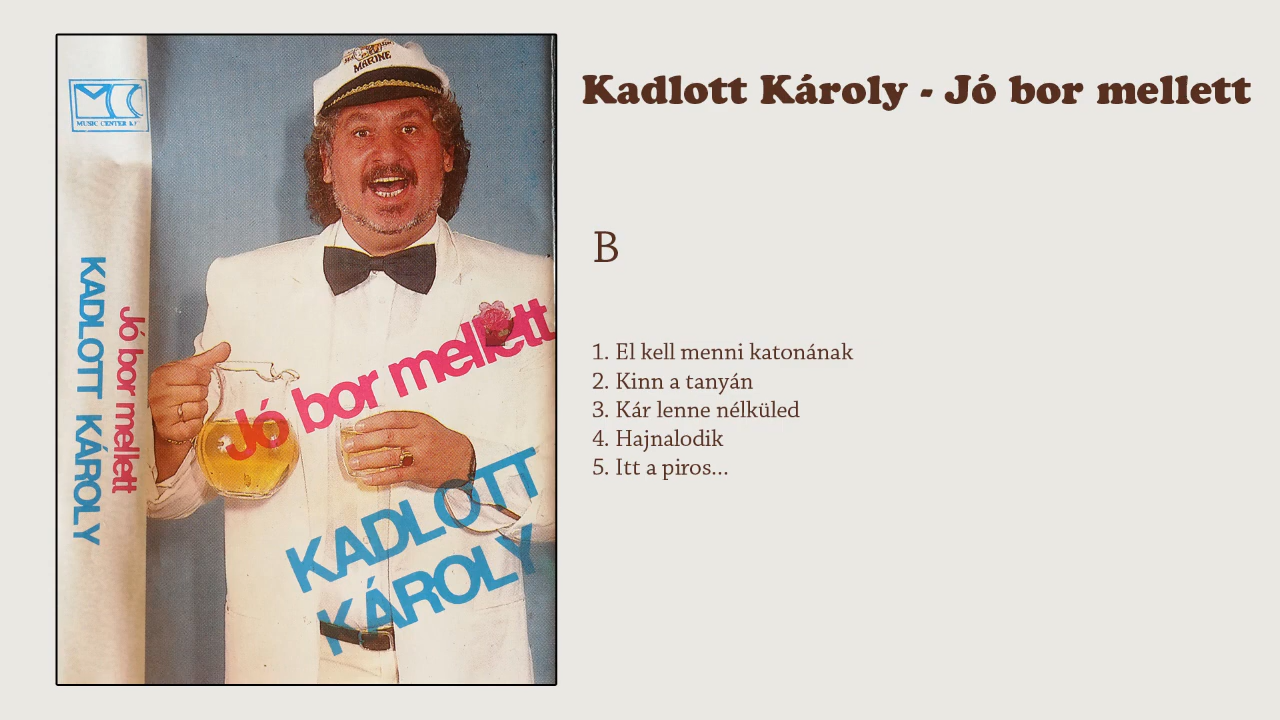 MUSIC CENTER &
Jó bor mellett
KADLOTT KÁROLY
MARINE
Jó bor mellett
KADLOTT
KÁROLY
Kadlott Károly - Jó bor mellett
B
1. El kell menni katonának
2. Kinn a tanyán
3. Kár lenne nélküled
4. Hajnalodik
5. Itt a piros...